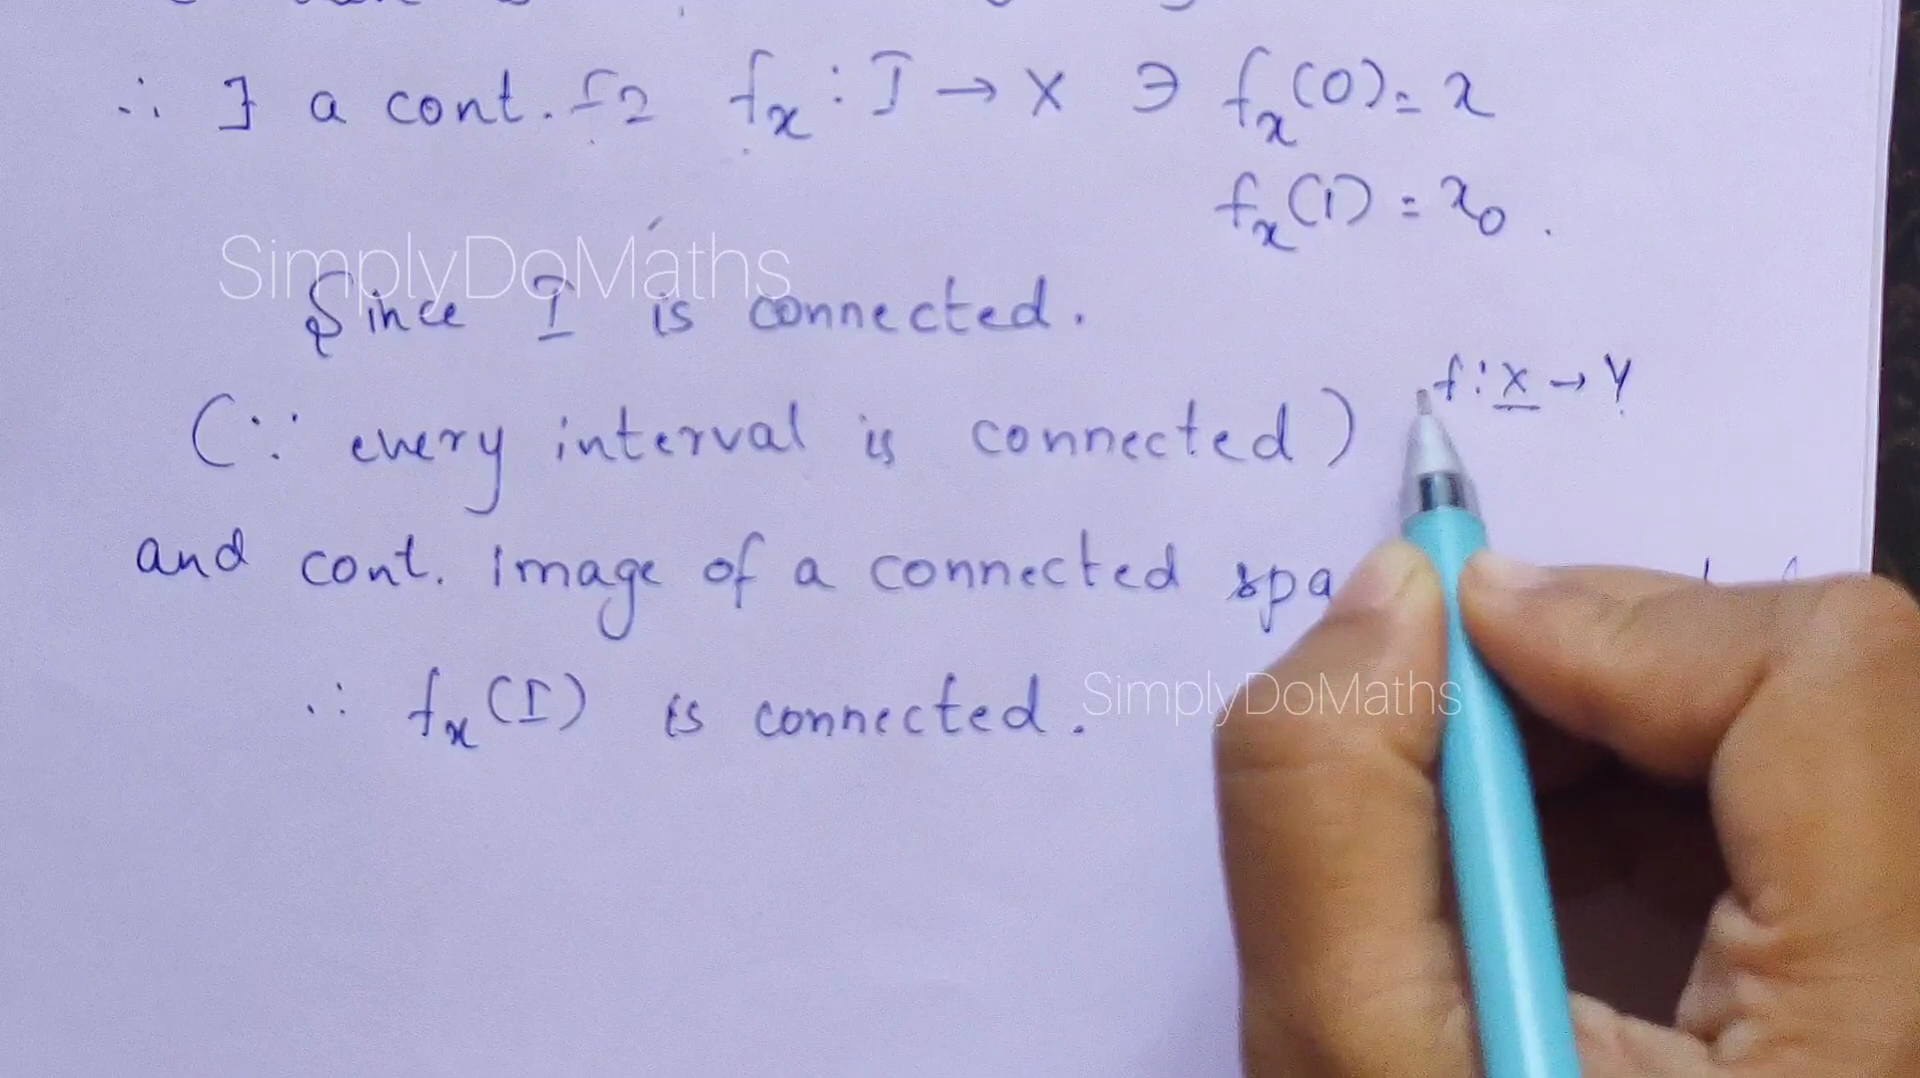 ∴ ∃ a cont. fn fₓ : I → X ∋ fₓ(0) = x
fₓ(1) = x₀ .
SimplyDoMaths
Since I is connected.
f : X → Y
(∵ every interval is connected)
and cont. image of a connected spa
SimplyDoMaths
∴ fₓ(I) is connected.